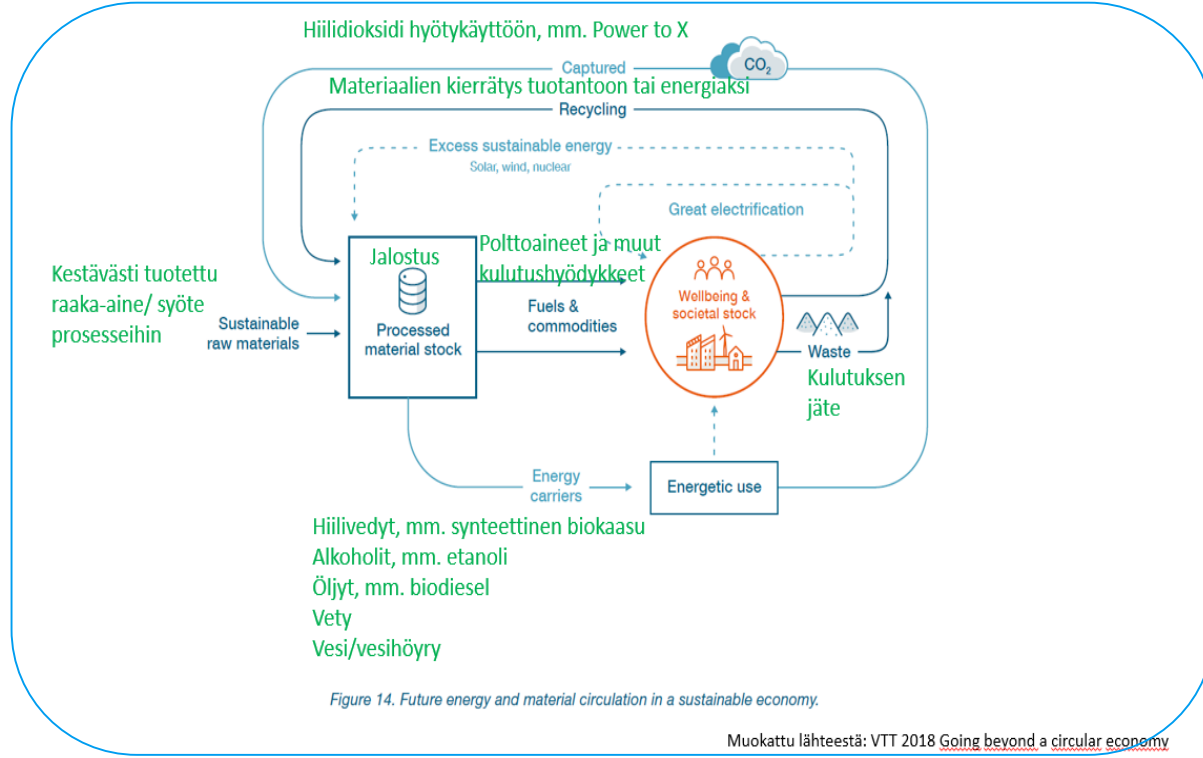 Hiilidioksidi hyötykäyttöön, mm. Power to X
Captured
CO₂
Materiaalien kierrätys tuotantoon tai energiaksi
Recycling
Excess sustainable energy
Solar, wind, nuclear
Great electrification
Jalostus
Polttoaineet ja muut
kulutushyödykkeet
Kestävästi tuotettu
raaka-aine/ syöte
prosesseihin
Sustainable
raw materials
Processed
material stock
Fuels &
commodities
Wellbeing &
societal stock
Waste
Kulutuksen
jäte
Energy
carriers
Energetic use
Hiilivedyt, mm. synteettinen biokaasu
Alkoholit, mm. etanoli
Öljyt, mm. biodiesel
Vety
Vesi/vesihöyry
Figure 14. Future energy and material circulation in a sustainable economy.
Muokattu lähteestä: VTT 2018 Going beyond a circular economy